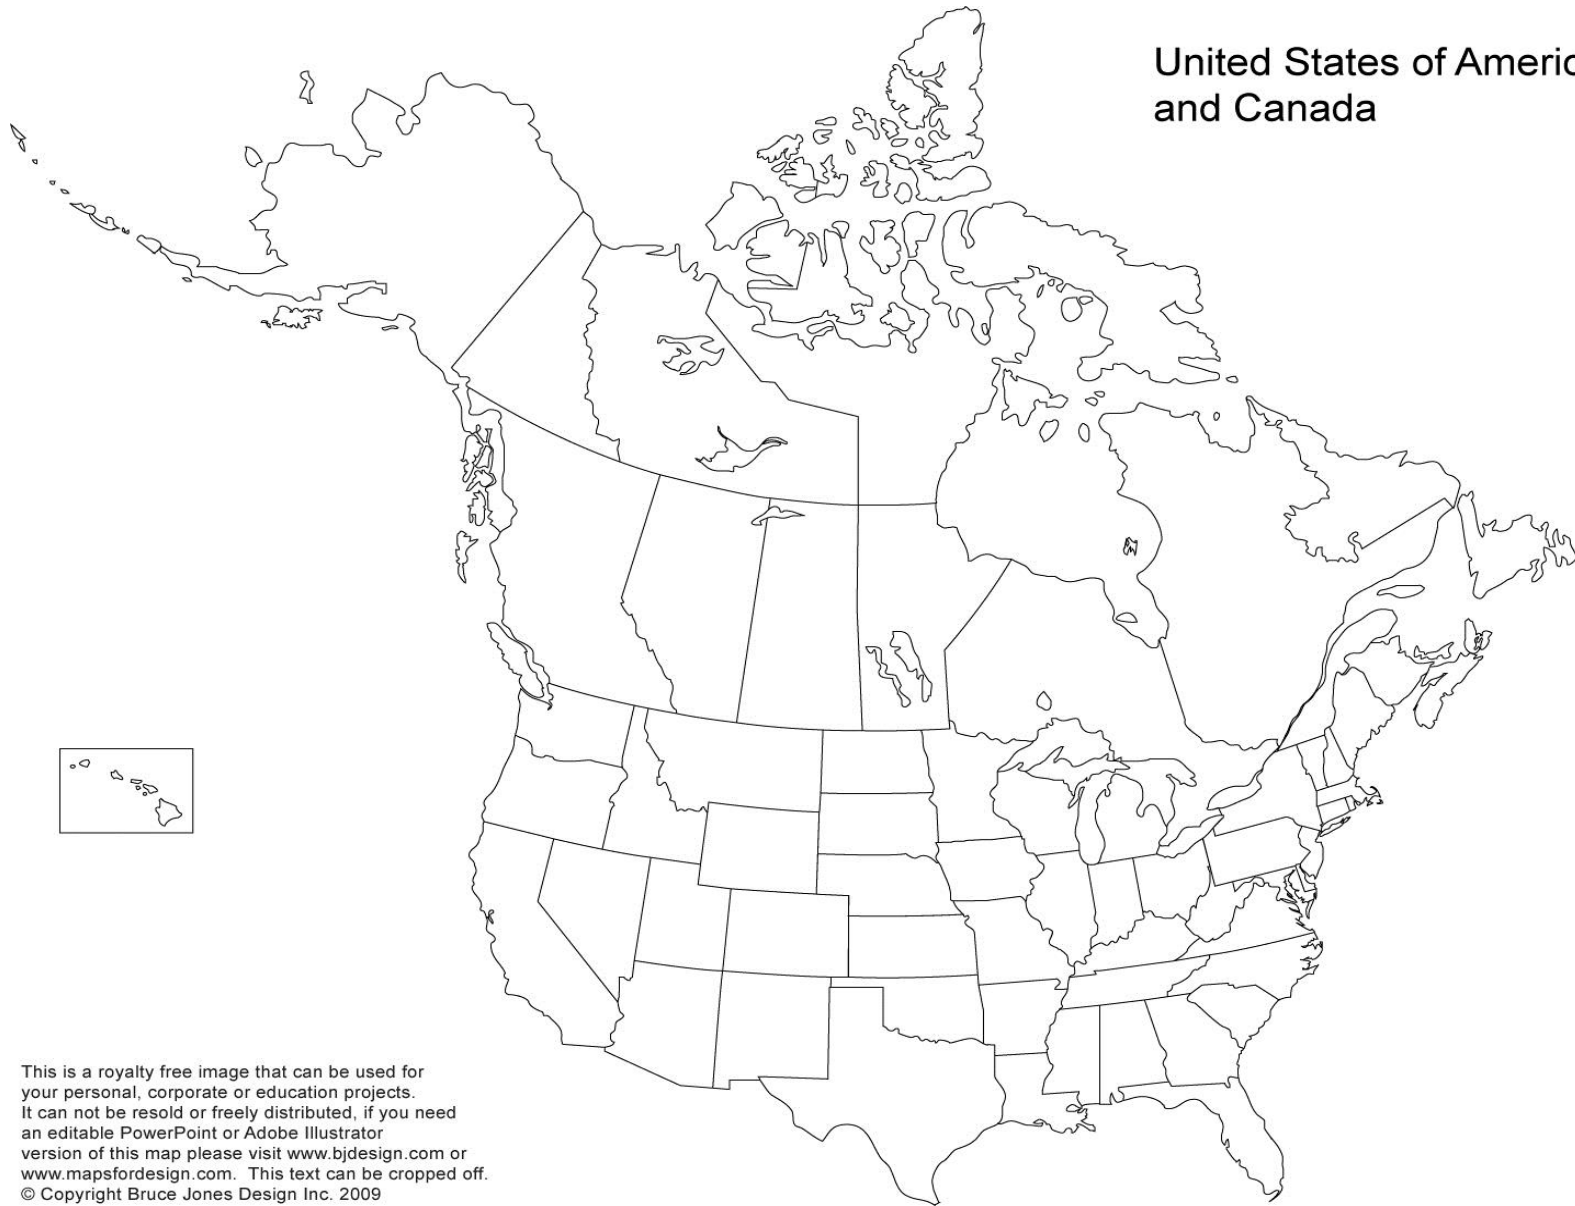 United States of Americ
and Canada
This is a royalty free image that can be used for
your personal, corporate or education projects.
It can not be resold or freely distributed, if you need
an editable PowerPoint or Adobe Illustrator
version of this map please visit www.bjdesign.com or
www.mapsfordesign.com.  This text can be cropped off.
© Copyright Bruce Jones Design Inc. 2009